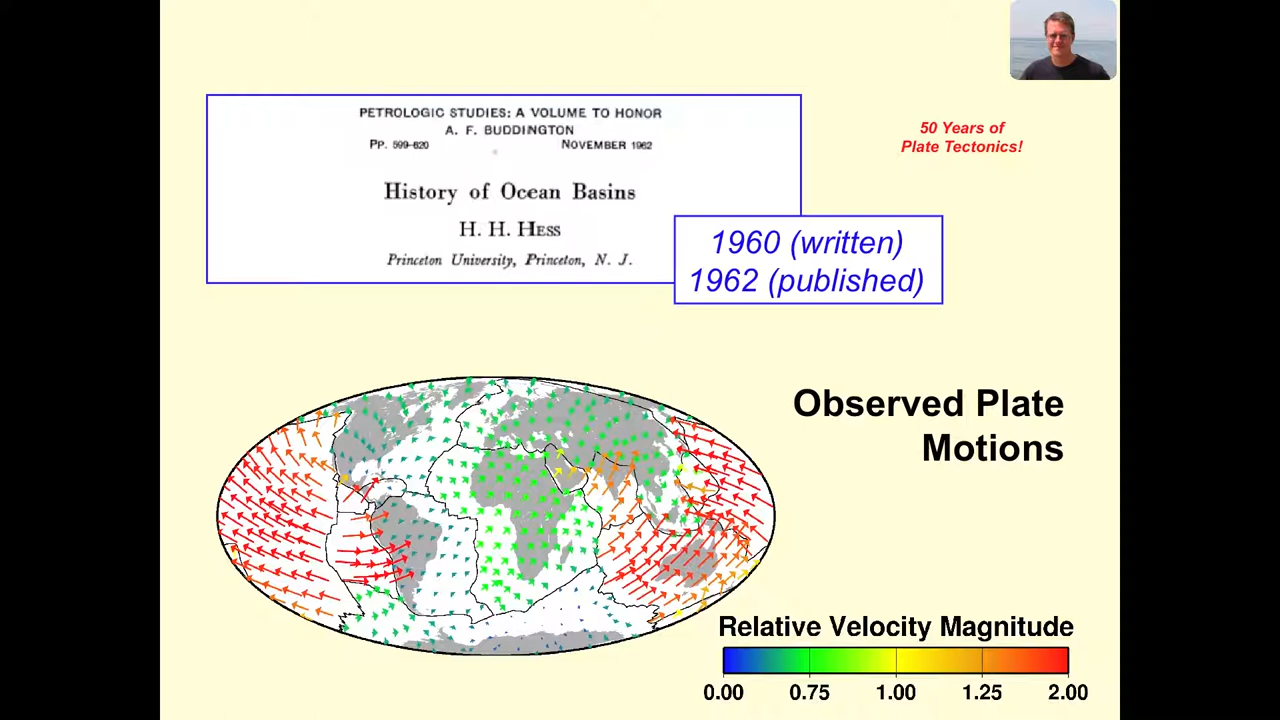 PETROLOGIC STUDIES: A VOLUME TO HONOR
A. F. BUDDINGTON
PP. 599–620 NOVEMBER 1962
History of Ocean Basins
H. H. HESS
Princeton University, Princeton, N. J.
1960 (written)
1962 (published)
50 Years of
Plate Tectonics!
Observed Plate
Motions
Relative Velocity Magnitude
0.00 0.75 1.00 1.25 2.00